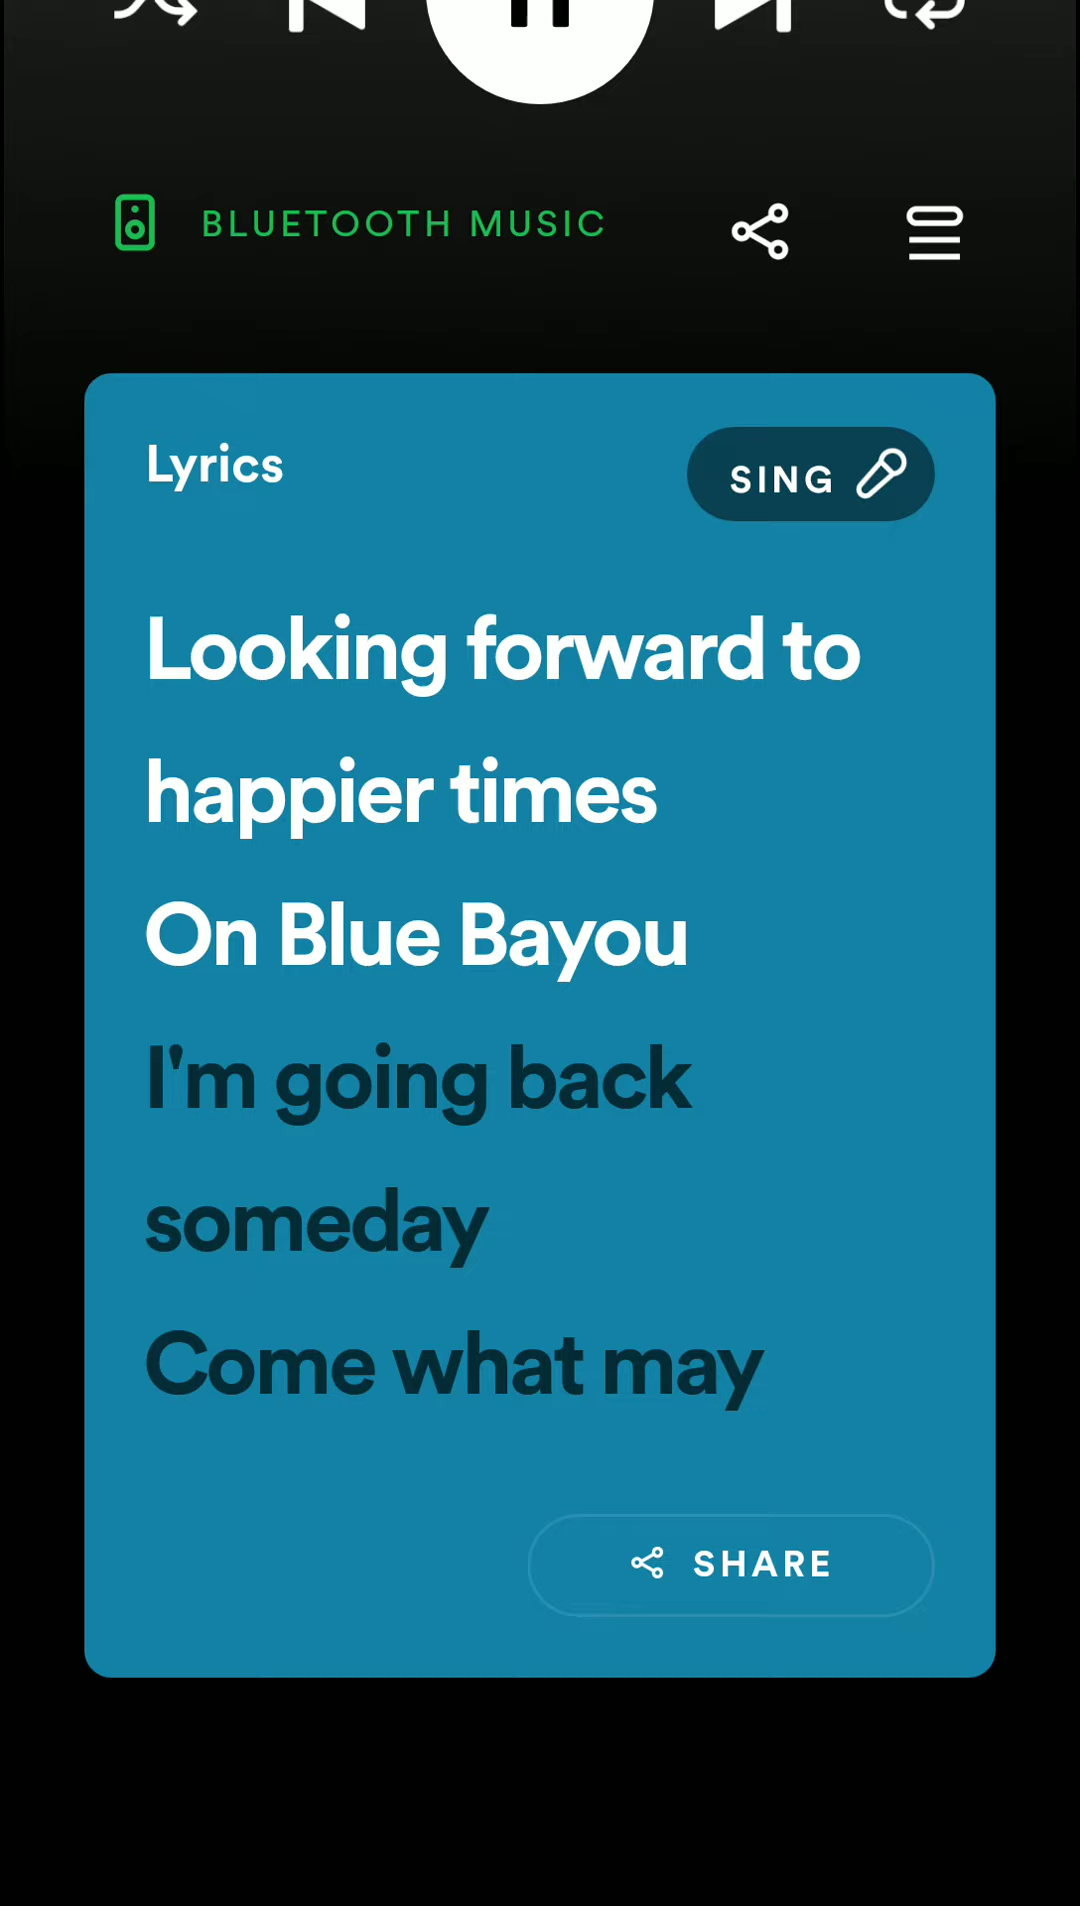 BLUETOOTH MUSIC
Lyrics
SING
Looking forward to
happier times
On Blue Bayou
I'm going back
someday
Come what may
SHARE